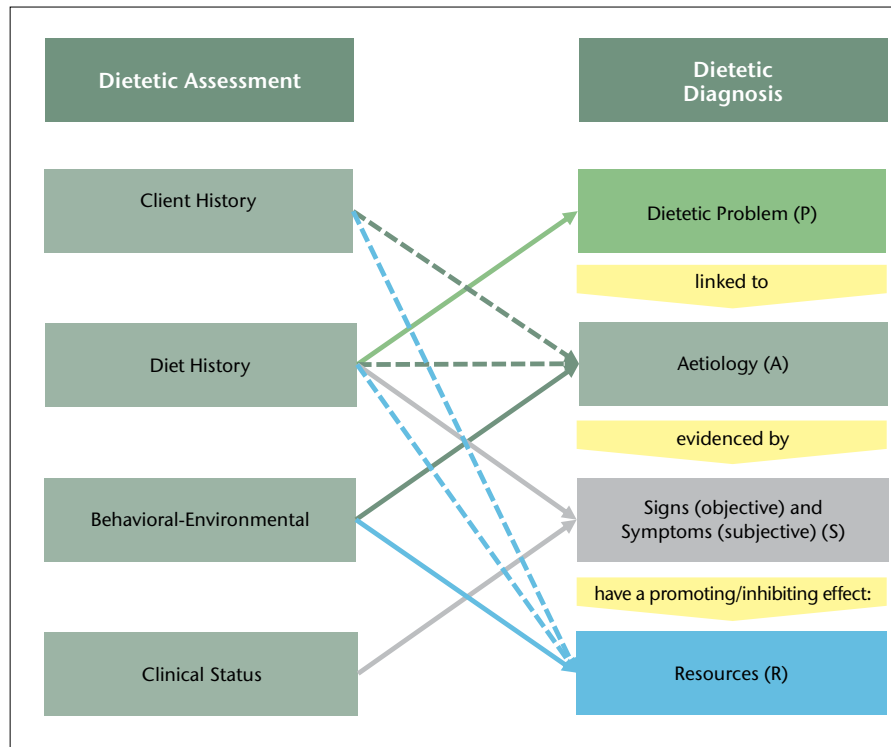 Dietetic Assessment
Dietetic
Diagnosis
Client History
Dietetic Problem (P)
linked to
Diet History
Aetiology (A)
evidenced by
Behavioral-Environmental
Signs (objective) and
Symptoms (subjective) (S)
have a promoting/inhibiting effect:
Clinical Status
Resources (R)